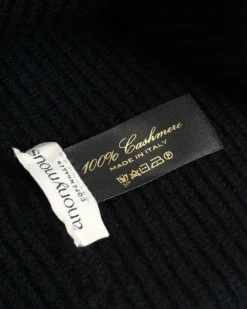 100% Cashmere
MADE IN ITALY
anonymous
COPENHAGEN